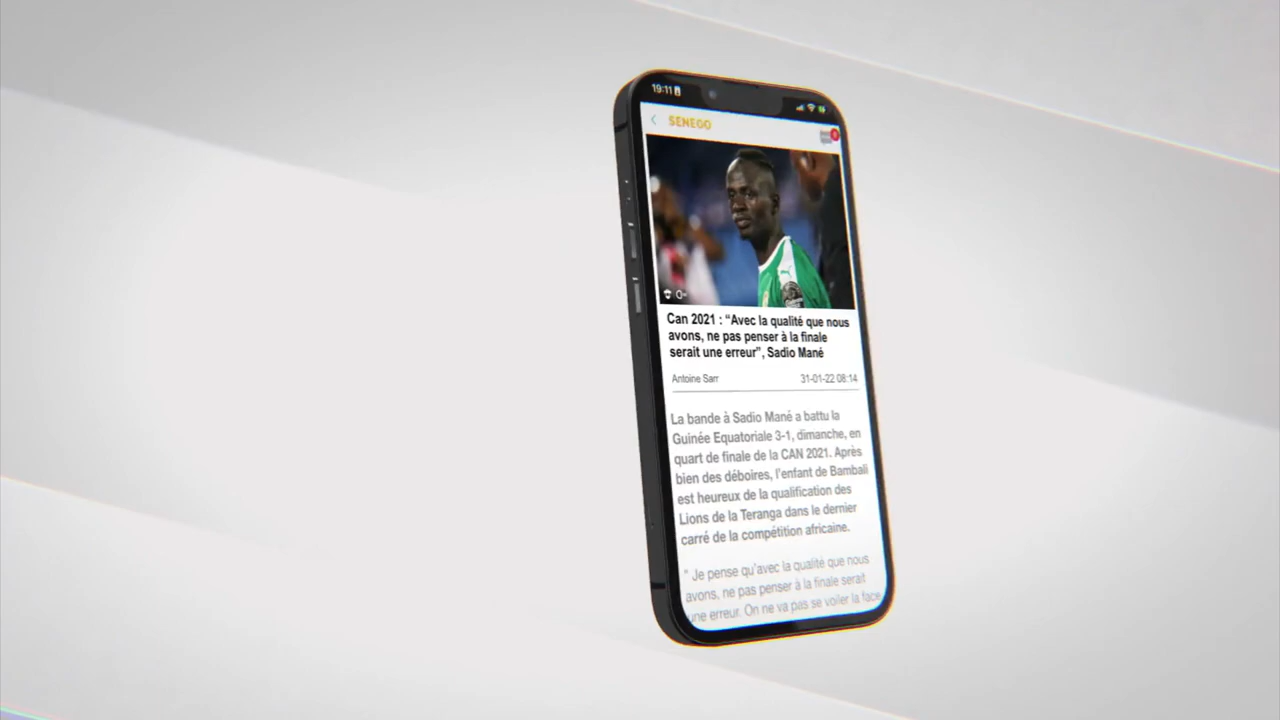 19:11
SENEGO
Can 2021 : “Avec la qualité que nous
avons, ne pas penser à la finale
serait une erreur”, Sadio Mané
Antoine Sarr 31-01-22 08:14
La bande à Sadio Mané a battu la
Guinée Equatoriale 3-1, dimanche, en
quart de finale de la CAN 2021. Après
bien des déboires, l’enfant de Bambali
est heureux de la qualification des
Lions de la Teranga dans le dernier
carré de la compétition africaine.
“ Je pense qu’avec la qualité que nous
avons, ne pas penser à la finale serait
une erreur. On ne va pas se voiler la face